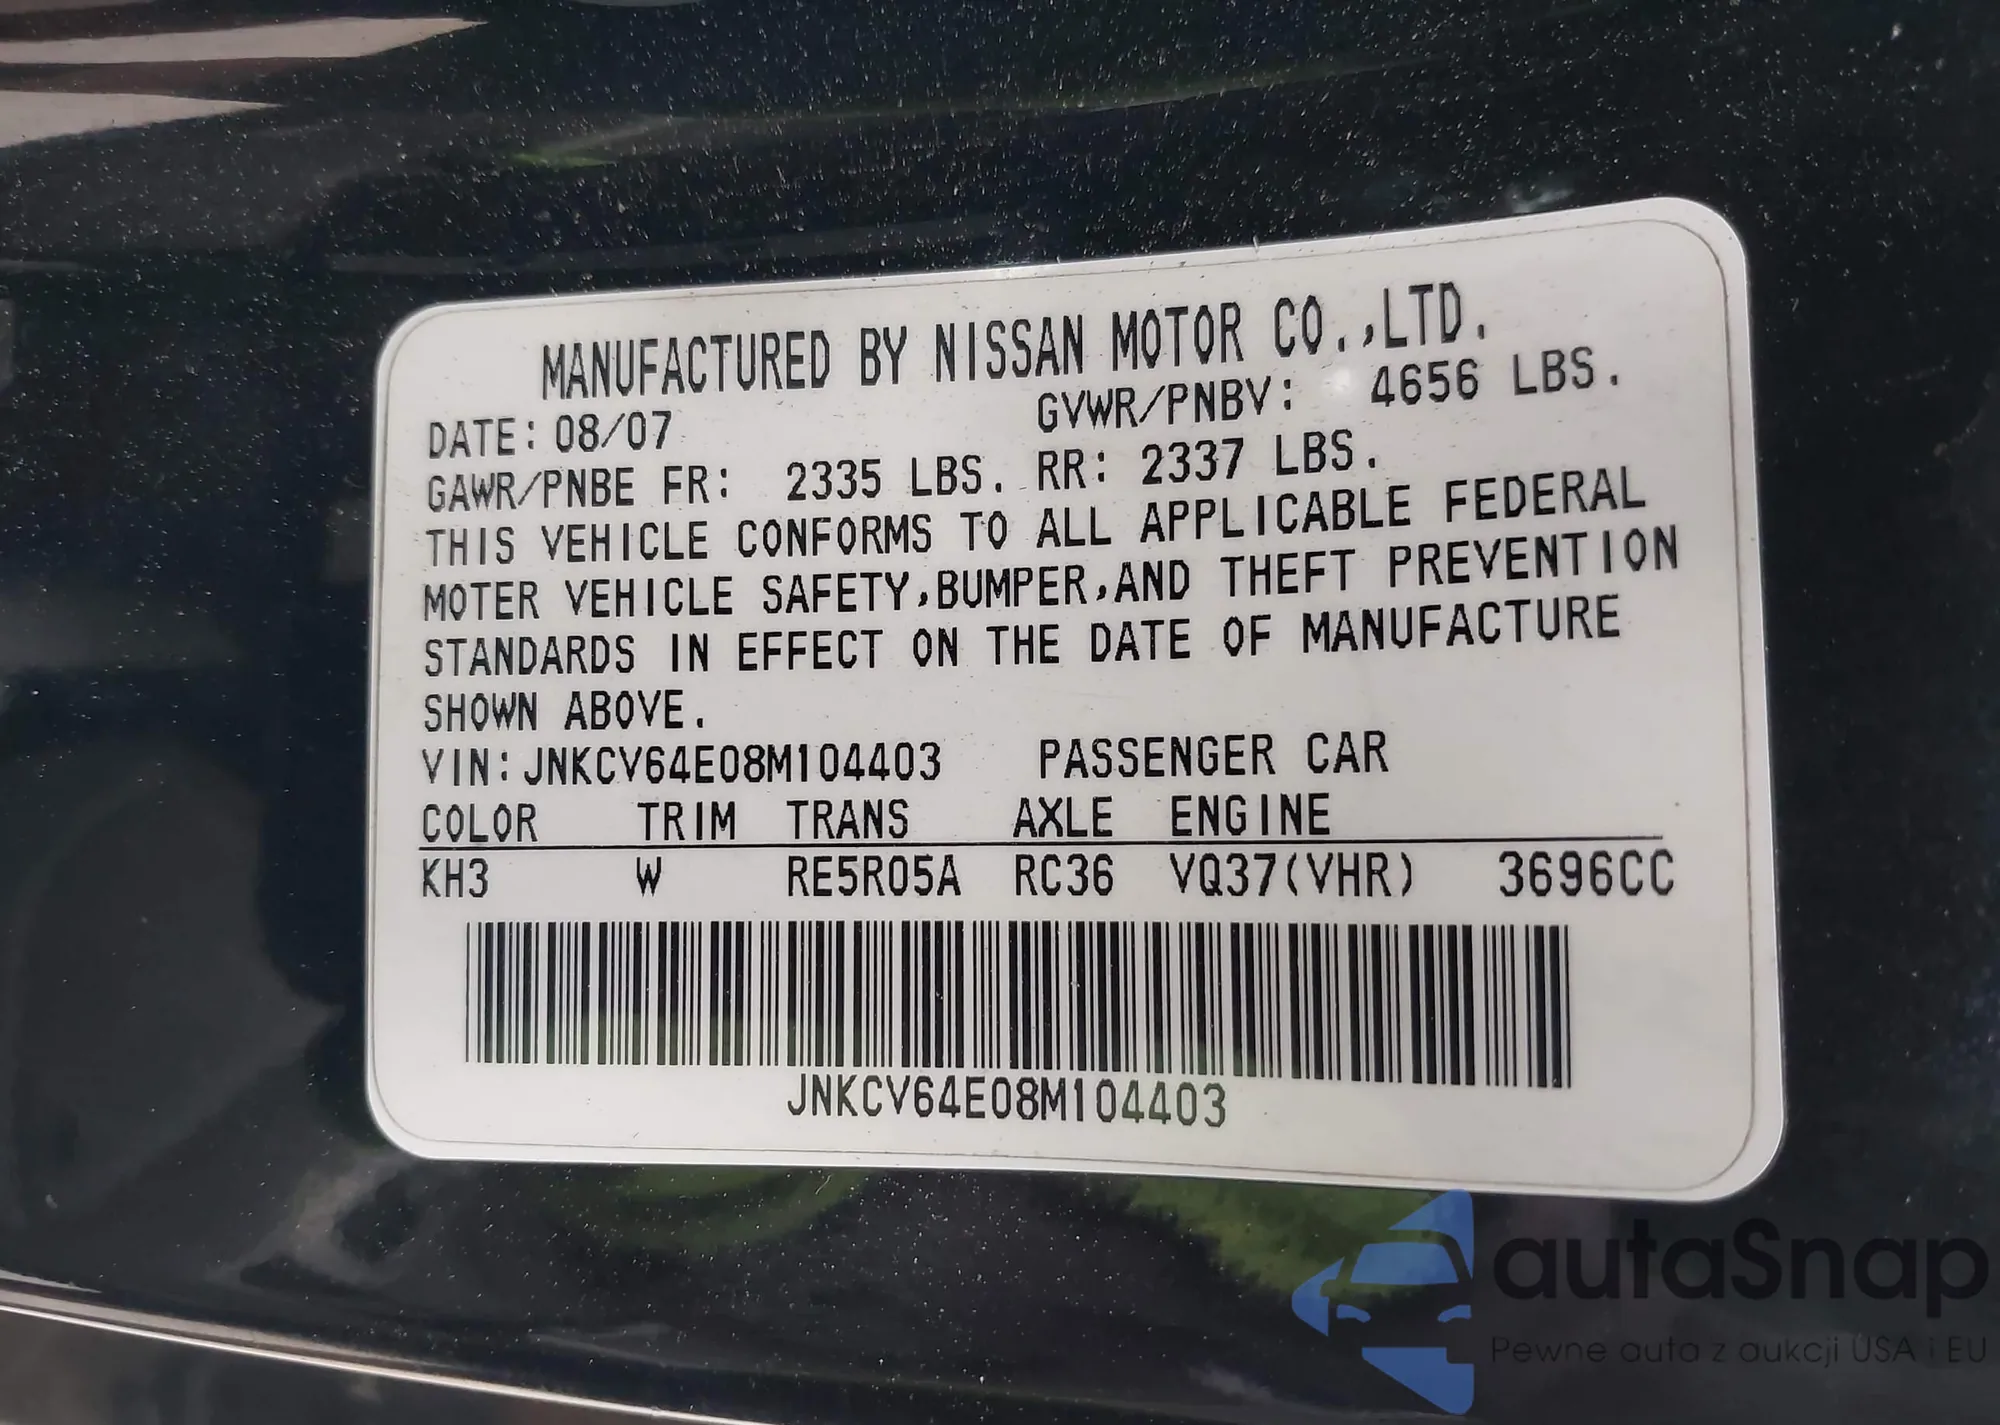 MANUFACTURED BY NISSAN MOTOR CO.,LTD.
DATE: 08/07 GVWR/PNBV: 4656 LBS.
GAWR/PNBE FR: 2335 LBS. RR: 2337 LBS.
THIS VEHICLE CONFORMS TO ALL APPLICABLE FEDERAL
MOTER VEHICLE SAFETY,BUMPER,AND THEFT PREVENTION
STANDARDS IN EFFECT ON THE DATE OF MANUFACTURE
SHOWN ABOVE.
VIN:JNKCV64E08M104403 PASSENGER CAR
COLOR TRIM TRANS AXLE ENGINE
KH3 W RE5R05A RC36 VQ37(VHR) 3696CC
JNKCV64E08M104403
autaSnap
Pewne auta z aukcji USA i EU